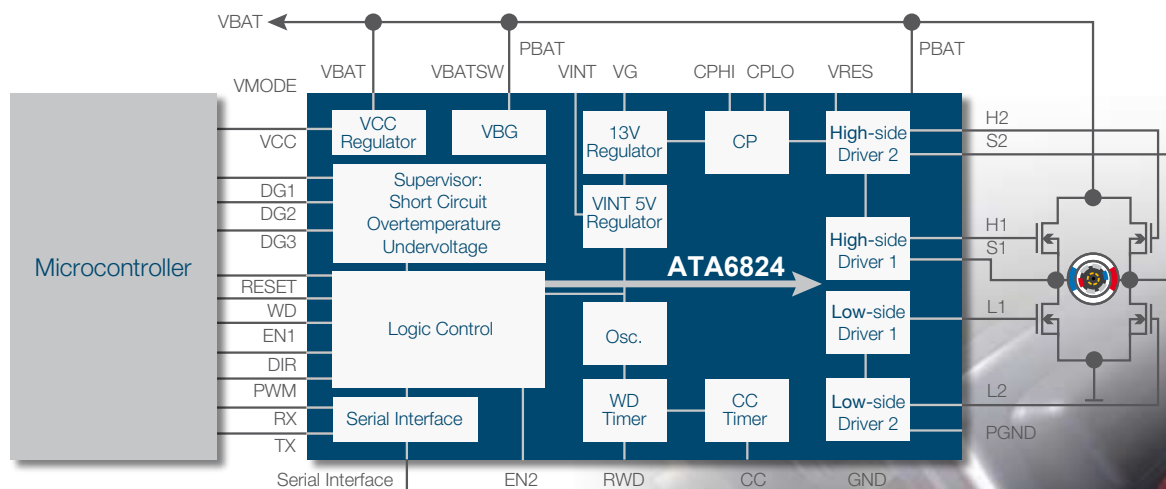 VBAT
PBAT
PBAT
VBAT
VBATSW
VINT
VG
CPHI
CPLO
VRES
VMODE
VCC
Regulator
VBG
13V
Regulator
CP
High-side
Driver 2
H2
S2
VCC
Supervisor:
Short Circuit
Overtemperature
Undervoltage
VINT 5V
Regulator
DG1
DG2
DG3
High-side
Driver 1
H1
S1
Microcontroller
ATA6824
RESET
WD
EN1
DIR
PWM
RX
TX
Logic Control
Osc.
Low-side
Driver 1
L1
Serial Interface
WD
Timer
CC
Timer
Low-side
Driver 2
L2
PGND
Serial Interface
EN2
RWD
CC
GND